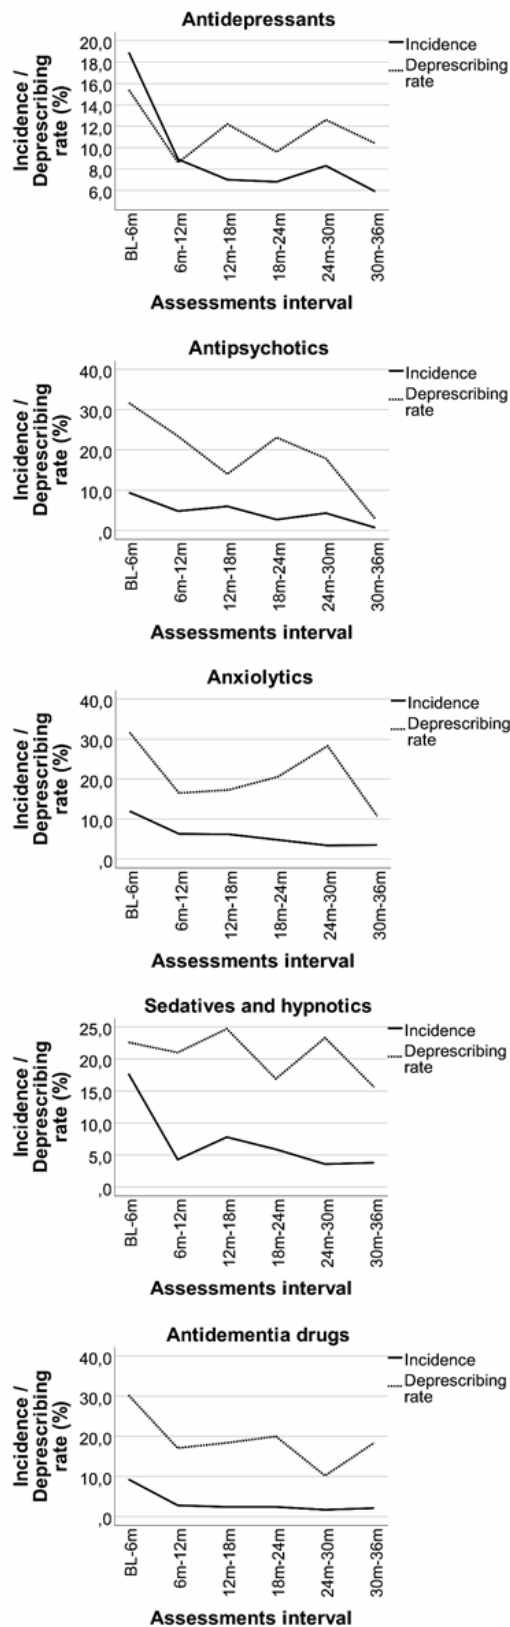 Antidepressants
Incidence /
Deprescribing
rate (%)
20,0
18,0
16,0
14,0
12,0
10,0
8,0
6,0
Incidence
Deprescribing
rate
BL-6m
6m-12m
12m-18m
18m-24m
24m-30m
30m-36m
Assessments interval
Antipsychotics
Incidence /
Deprescribing
rate (%)
40,0
30,0
20,0
10,0
,0
Incidence
Deprescribing
rate
BL-6m
6m-12m
12m-18m
18m-24m
24m-30m
30m-36m
Assessments interval
Anxiolytics
Incidence /
Deprescribing
rate (%)
40,0
30,0
20,0
10,0
,0
Incidence
Deprescribing
rate
BL-6m
6m-12m
12m-18m
18m-24m
24m-30m
30m-36m
Assessments interval
Sedatives and hypnotics
Incidence /
Deprescribing
rate (%)
25,0
20,0
15,0
10,0
5,0
,0
Incidence
Deprescribing
rate
BL-6m
6m-12m
12m-18m
18m-24m
24m-30m
30m-36m
Assessments interval
Antidementia drugs
Incidence /
Deprescribing
rate (%)
40,0
30,0
20,0
10,0
,0
Incidence
Deprescribing
rate
BL-6m
6m-12m
12m-18m
18m-24m
24m-30m
30m-36m
Assessments interval